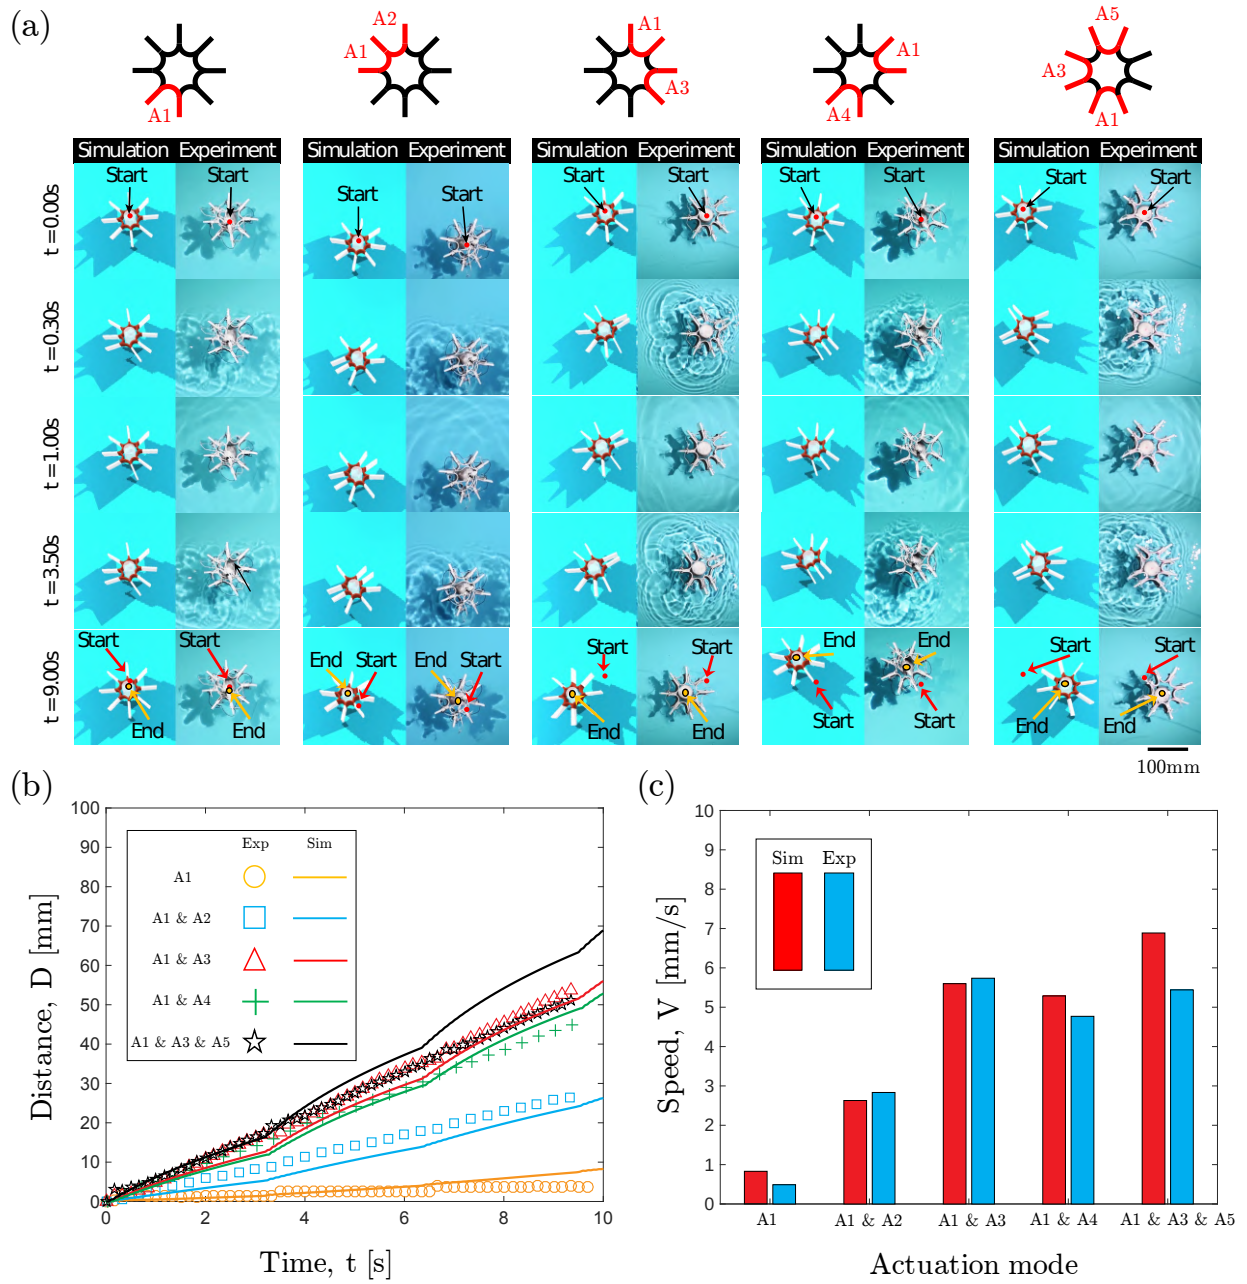 (a)
A2
A1
A5
A1
A1
A3
A3
A1
A4
A1
Simulation Experiment Simulation Experiment Simulation Experiment Simulation Experiment Simulation Experiment
t=0.00s
Start Start Start Start Start Start Start Start Start Start
t=0.30s
t=1.00s
t=3.50s
t=9.00s
Start Start End Start End Start Start Start End End Start Start
End End End End Start Start End End
100mm
(b)
100
90
80
70
60
50
40
30
20
10
0
Distance, D [mm]
Exp Sim
A1
A1 & A2
A1 & A3
A1 & A4
A1 & A3 & A5
0 2 4 6 8 10
Time, t [s]
(c)
10
9
8
7
6
5
4
3
2
1
0
Speed, V [mm/s]
Sim Exp
A1 A1 & A2 A1 & A3 A1 & A4 A1 & A3 & A5
Actuation mode